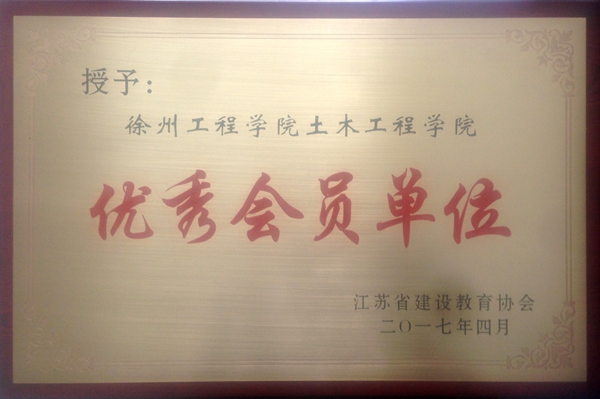 授予：
徐州工程学院土木工程学院
优秀会员单位
江苏省建设教育协会
二〇一七年四月